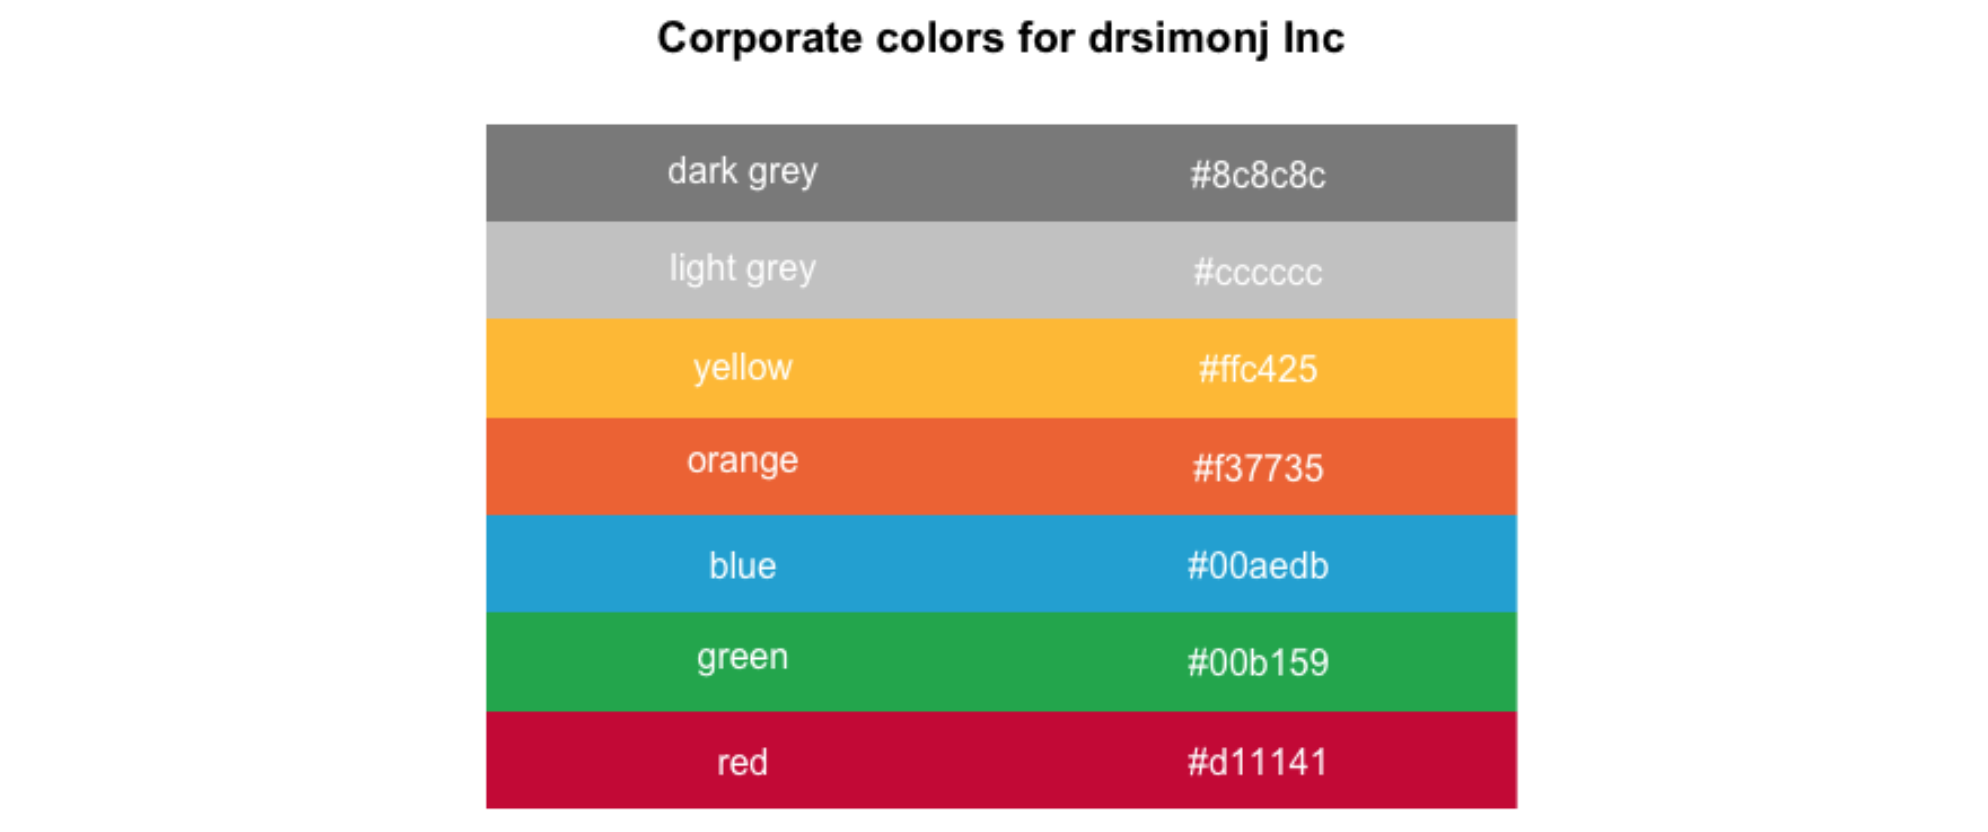 Corporate colors for drsimonj Inc
dark grey #8c8c8c
light grey #cccccc
yellow #ffc425
orange #f37735
blue #00aedb
green #00b159
red #d11141